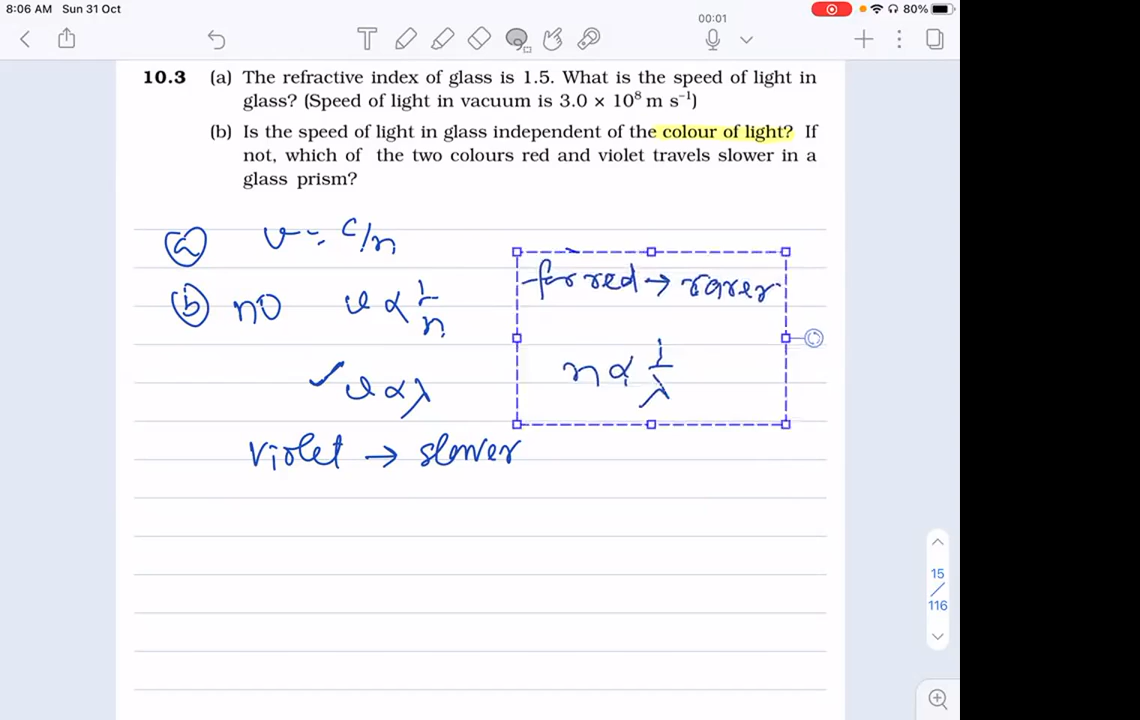 8:06 AM Sun 31 Oct
80%
00:01
10.3 (a) The refractive index of glass is 1.5. What is the speed of light in
glass? (Speed of light in vacuum is 3.0 × 10⁸ m s⁻¹)
(b) Is the speed of light in glass independent of the colour of light? If
not, which of the two colours red and violet travels slower in a
glass prism?
(a) v = c/n
(b) no v ∝ 1/n
for red → rarer
n ∝ 1/λ
✓ v ∝ λ
Violet → slower
15
/
116